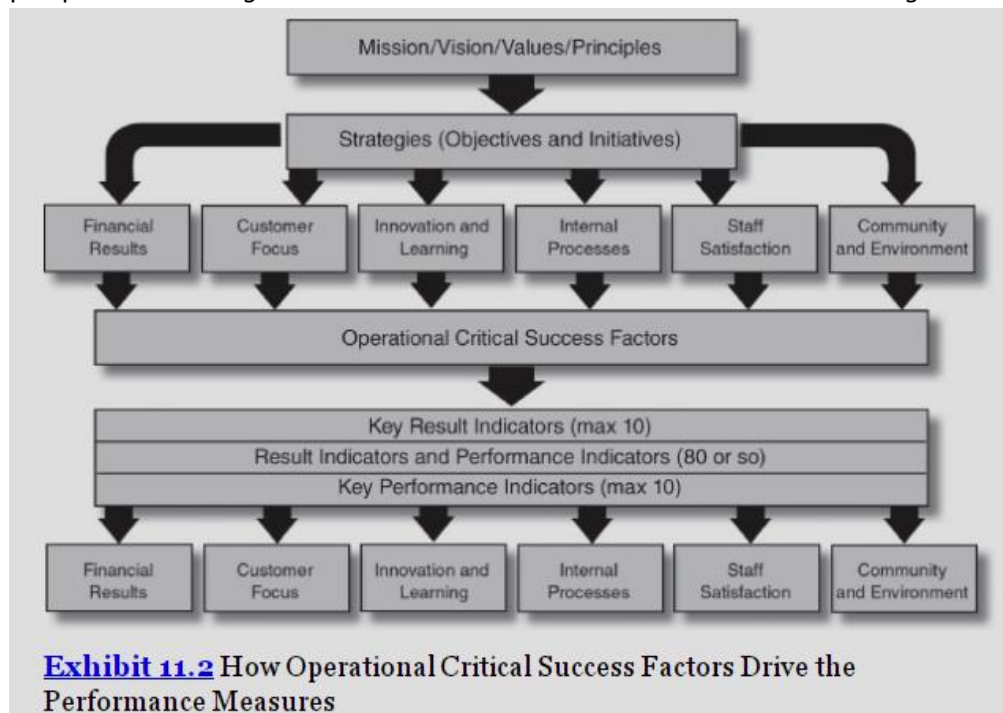 Mission/Vision/Values/Principles
Strategies (Objectives and Initiatives)
Financial
Results
Customer
Focus
Innovation and
Learning
Internal
Processes
Staff
Satisfaction
Community
and Environment
Operational Critical Success Factors
Key Result Indicators (max 10)
Result Indicators and Performance Indicators (80 or so)
Key Performance Indicators (max 10)
Financial
Results
Customer
Focus
Innovation and
Learning
Internal
Processes
Staff
Satisfaction
Community
and Environment
Exhibit 11.2 How Operational Critical Success Factors Drive the
Performance Measures